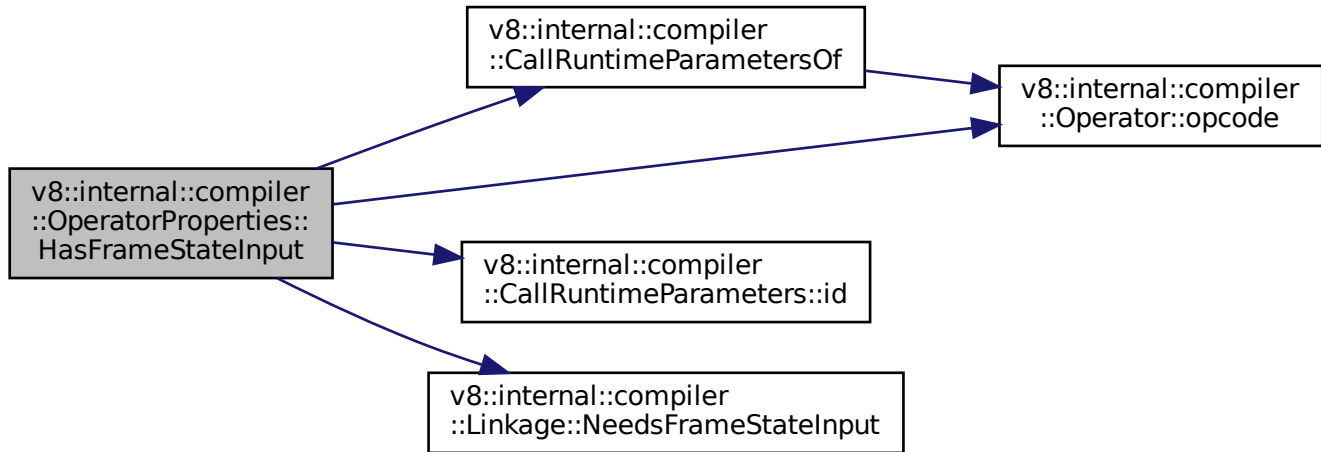 v8::internal::compiler
::OperatorProperties::
HasFrameStateInput
v8::internal::compiler
::CallRuntimeParametersOf
v8::internal::compiler
::Operator::opcode
v8::internal::compiler
::CallRuntimeParameters::id
v8::internal::compiler
::Linkage::NeedsFrameStateInput